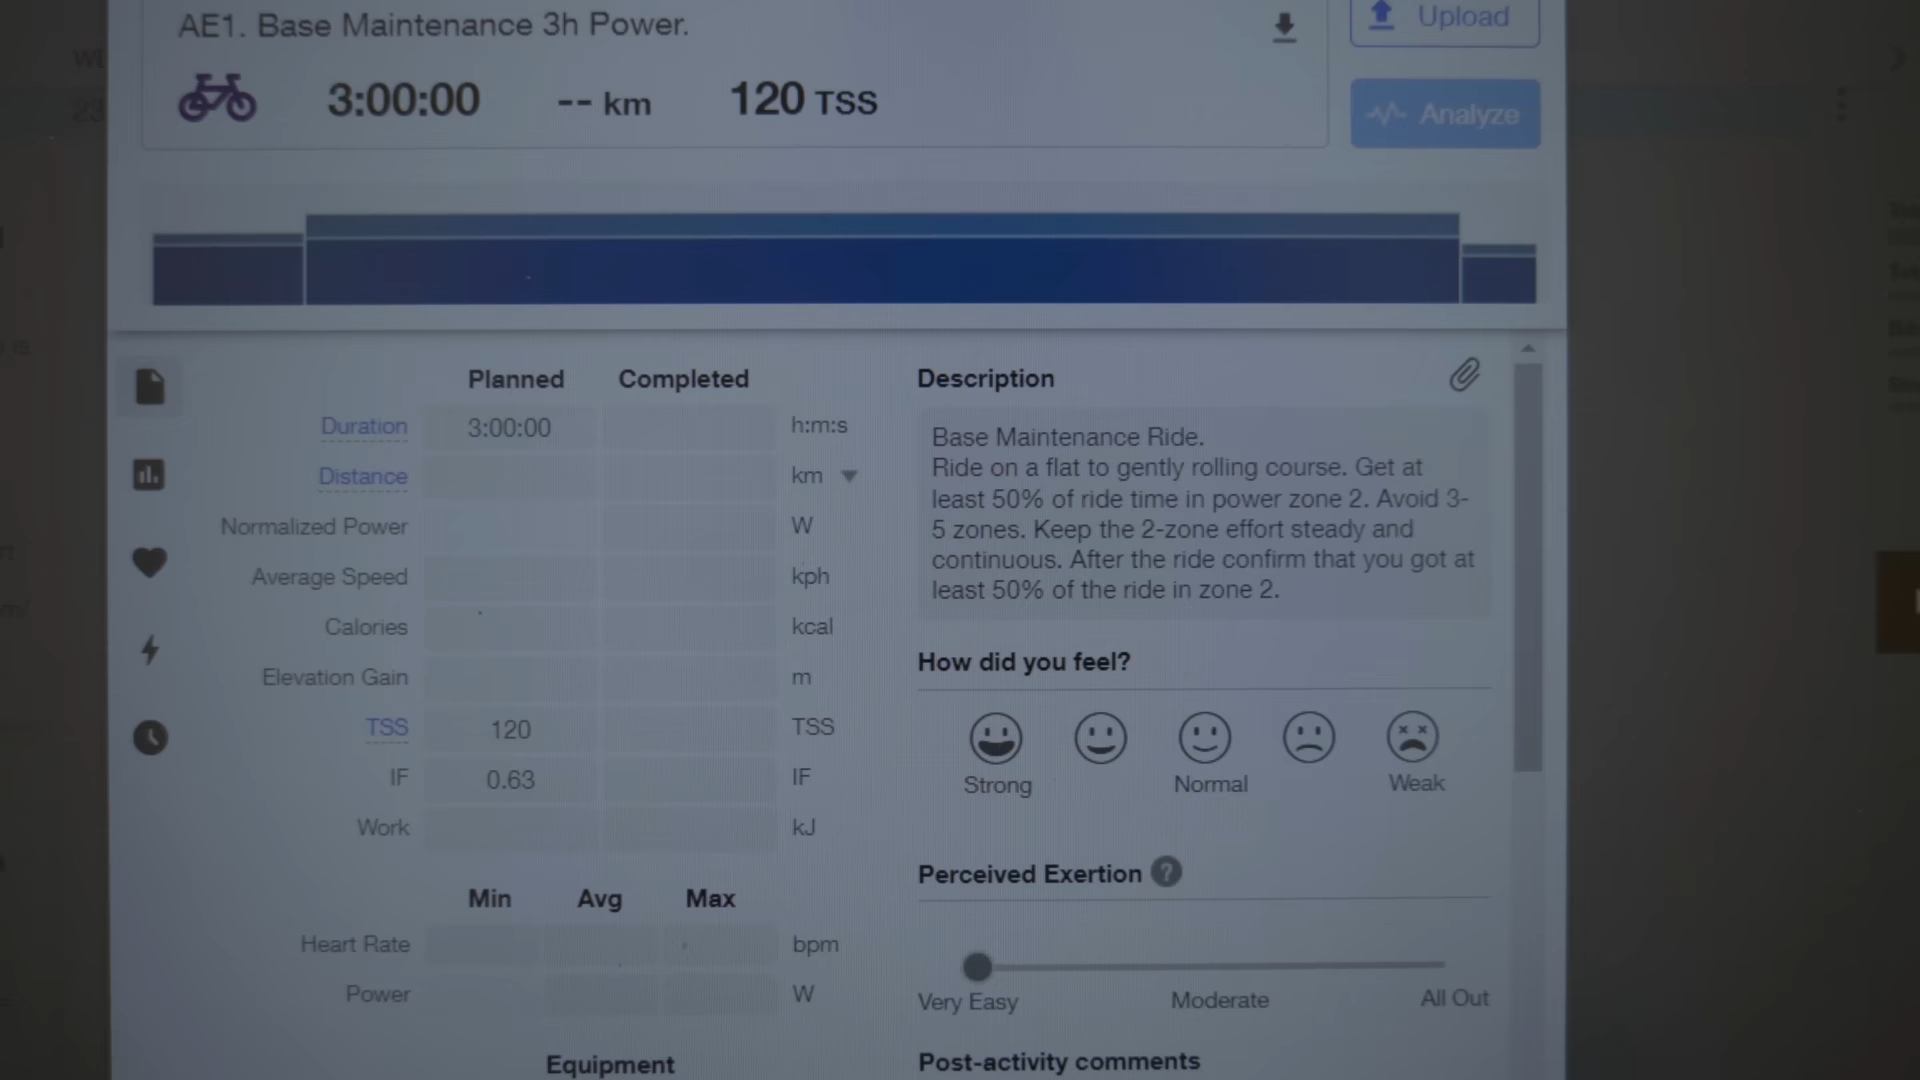 AE1. Base Maintenance 3h Power.
Upload
3:00:00 -- km 120 TSS
Analyze
Planned Completed
Duration 3:00:00 h:m:s
Distance km
Normalized Power W
Average Speed kph
Calories kcal
Elevation Gain m
TSS 120 TSS
IF 0.63 IF
Work kJ
Min Avg Max
Heart Rate bpm
Power W
Equipment
Description
Base Maintenance Ride.
Ride on a flat to gently rolling course. Get at
least 50% of ride time in power zone 2. Avoid 3-
5 zones. Keep the 2-zone effort steady and
continuous. After the ride confirm that you got at
least 50% of the ride in zone 2.
How did you feel?
Strong Normal Weak
Perceived Exertion ?
Very Easy Moderate All Out
Post-activity comments
23